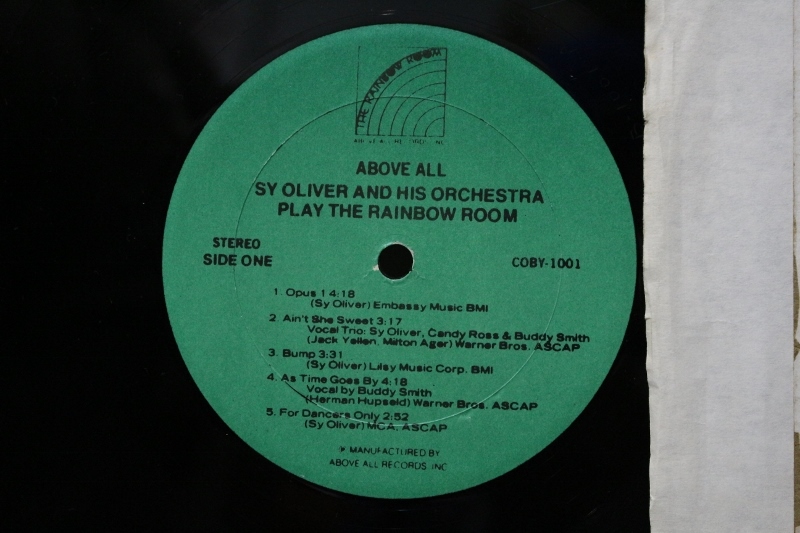 THE RAINBOW ROOM
ABOVE ALL
SY OLIVER AND HIS ORCHESTRA
PLAY THE RAINBOW ROOM
STEREO
SIDE ONE
COBY-1001
1. Opus 1 4:18
(Sy Oliver) Embassy Music BMI
2. Ain't She Sweet 3:17
Vocal Trio: Sy Oliver, Candy Ross & Buddy Smith
(Jack Yellen, Milton Ager) Warner Bros. ASCAP
3. Bump 3:31
(Sy Oliver) Lilsy Music Corp. BMI
4. As Time Goes By 4:18
Vocal by Buddy Smith
(Herman Hupseld) Warner Bros. ASCAP
5. For Dancers Only 2:52
(Sy Oliver) MCA, ASCAP
℗ MANUFACTURED BY
ABOVE ALL RECORDS, INC